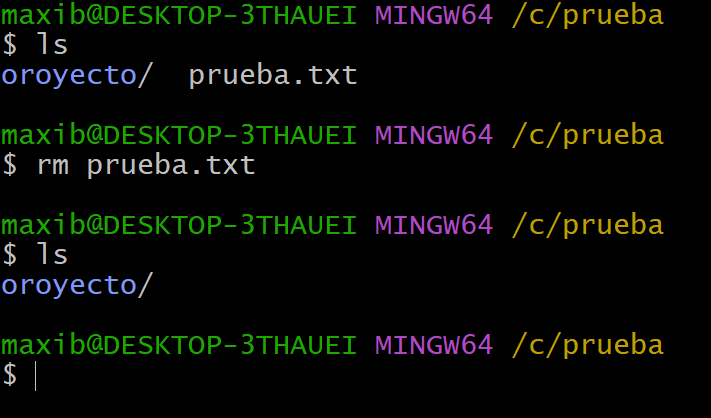 maxib@DESKTOP-3THAUEI MINGW64 /c/prueba
$ ls
oroyecto/  prueba.txt
maxib@DESKTOP-3THAUEI MINGW64 /c/prueba
$ rm prueba.txt
maxib@DESKTOP-3THAUEI MINGW64 /c/prueba
$ ls
oroyecto/
maxib@DESKTOP-3THAUEI MINGW64 /c/prueba
$